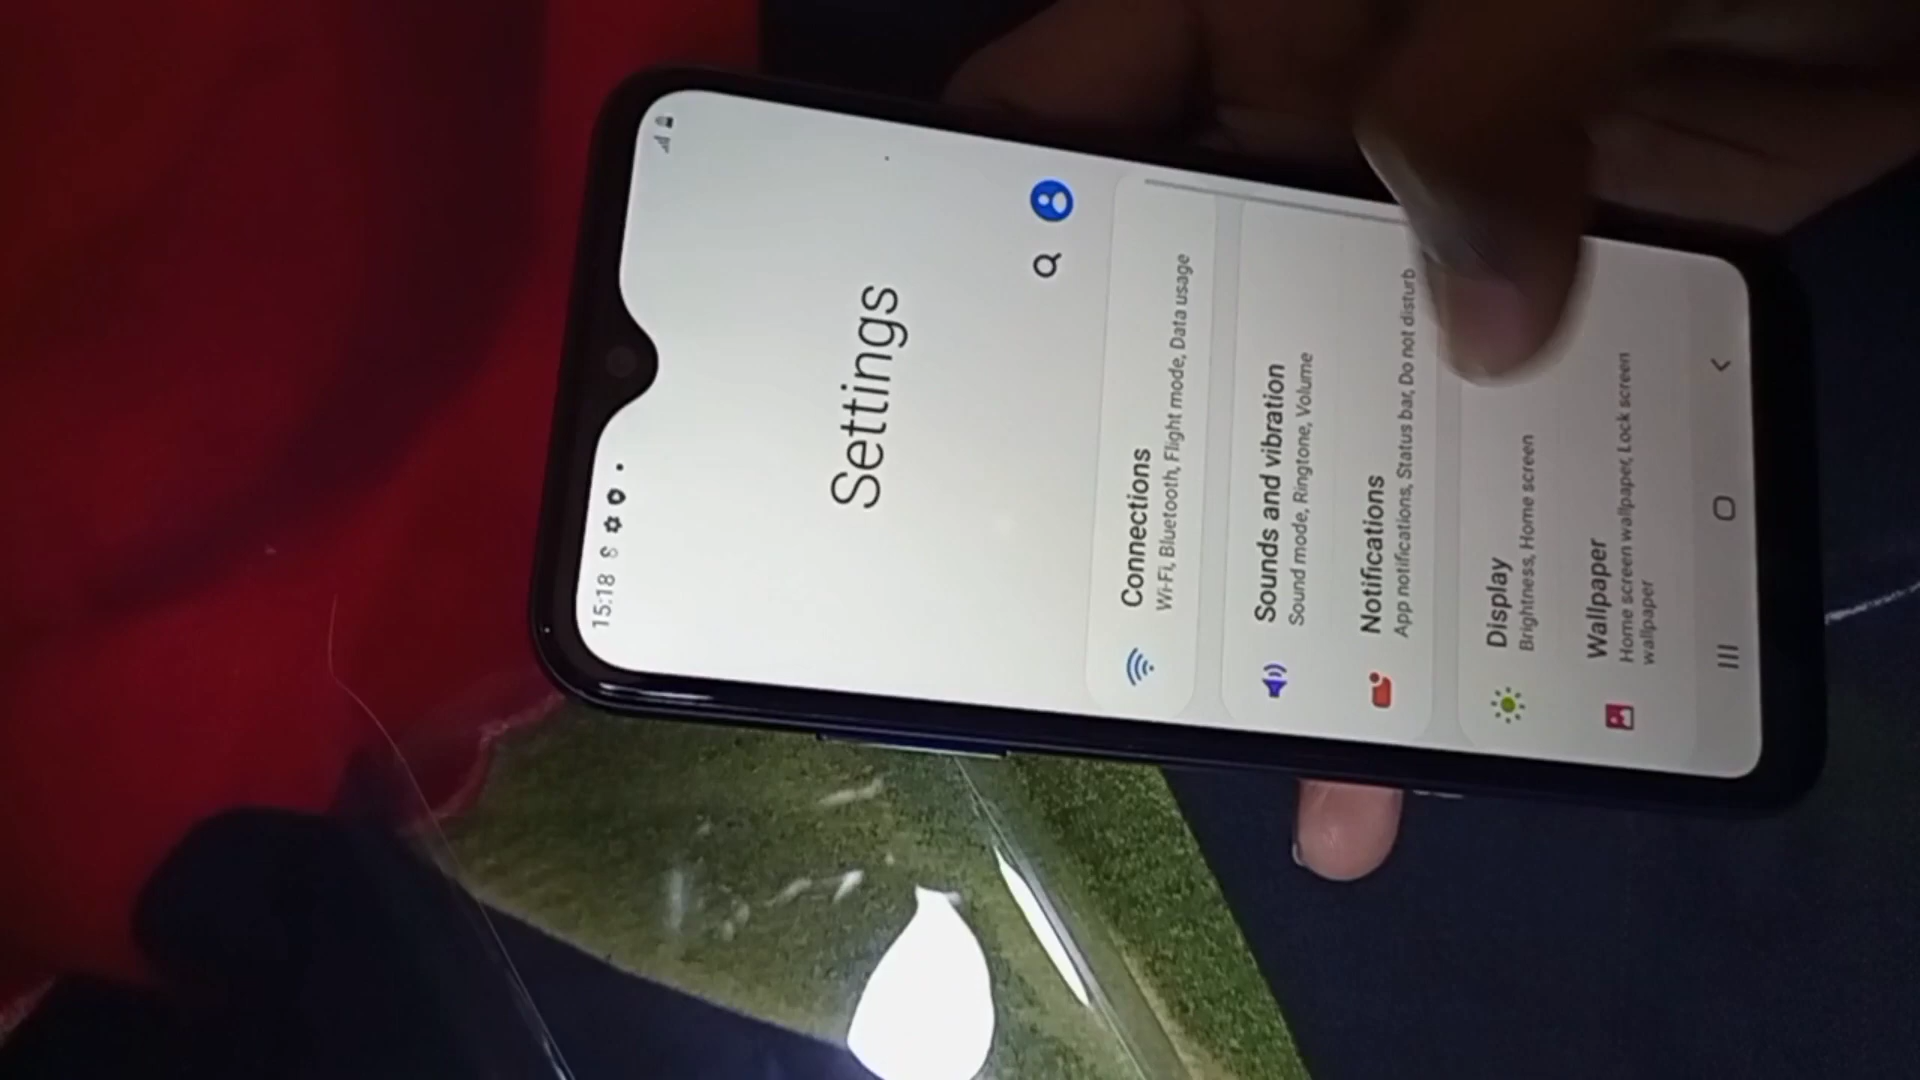 15:18
Settings
Connections
Wi-Fi, Bluetooth, Flight mode, Data usage
Sounds and vibration
Sound mode, Ringtone, Volume
Notifications
App notifications, Status bar, Do not disturb
Display
Brightness, Home screen
Wallpaper
Home screen wallpaper, Lock screen
wallpaper